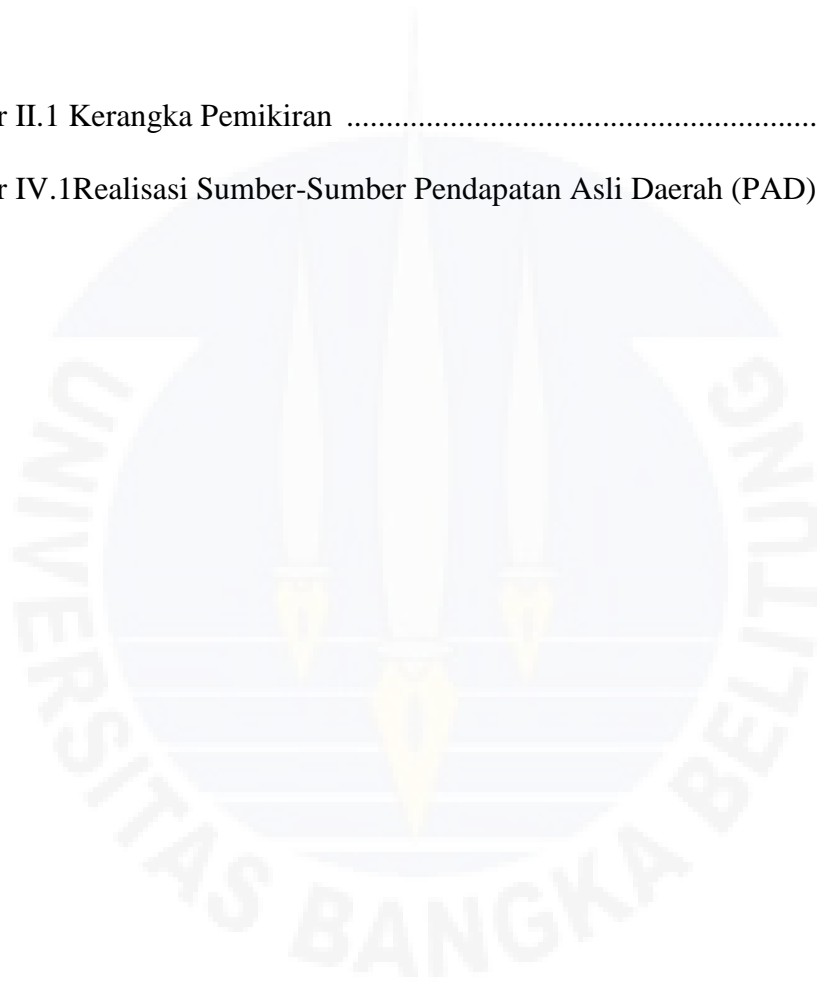 r II.1 Kerangka Pemikiran ..........................................................
r IV.1Realisasi Sumber-Sumber Pendapatan Asli Daerah (PAD)
UNIVERSITAS BANGKA BELITUNG